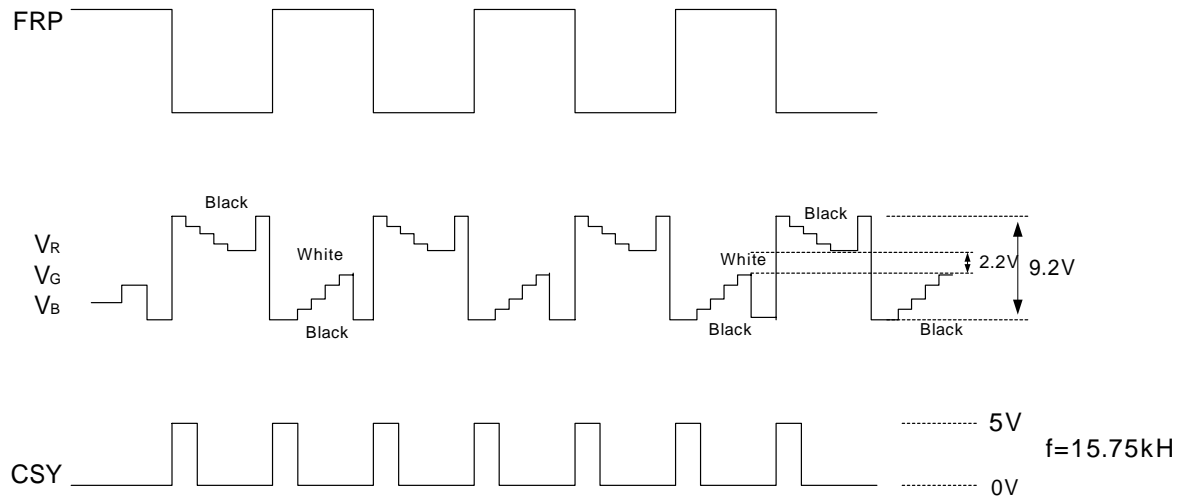 FRP
Black
Black
VR
White
White
2.2V
9.2V
VG
VB
Black
Black
Black
5V
f=15.75kH
CSY
0V